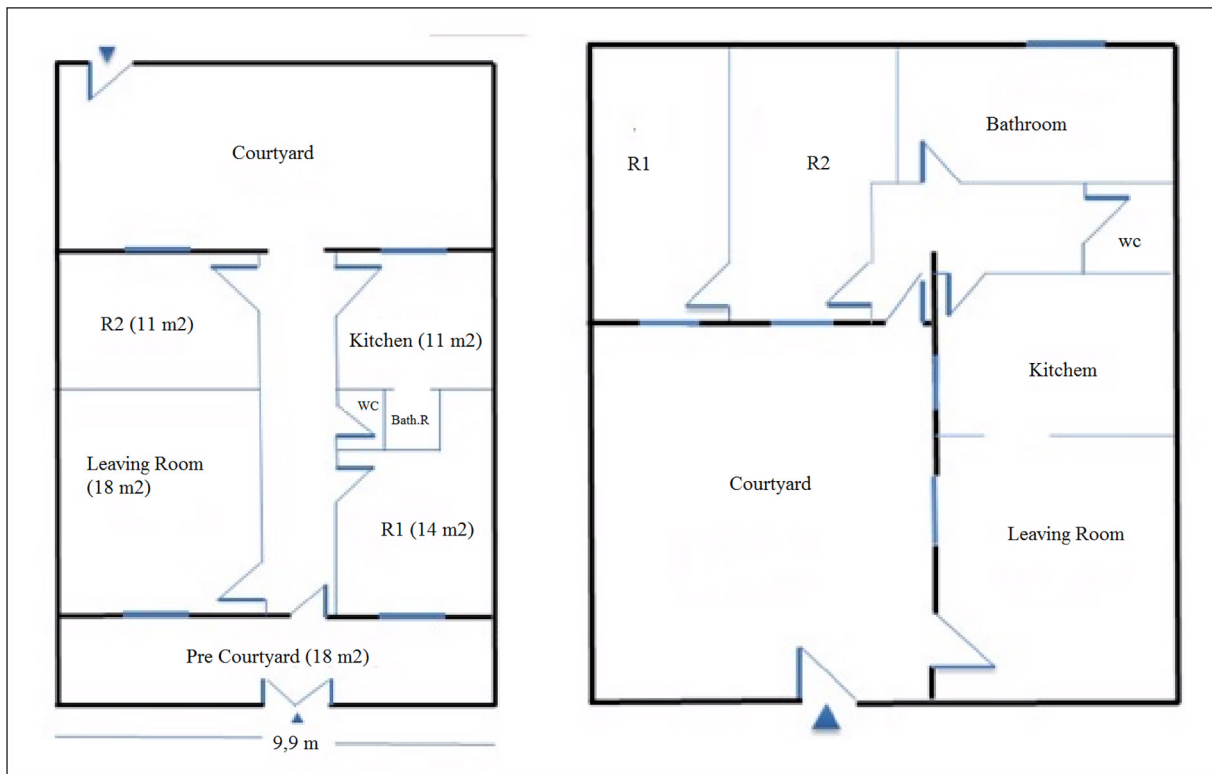 Courtyard
R2 (11 m2)
Kitchen (11 m2)
WC
Bath.R
Leaving Room
(18 m2)
R1 (14 m2)
Pre Courtyard (18 m2)
9,9 m
Bathroom
R1
R2
wc
Kitchem
Courtyard
Leaving Room